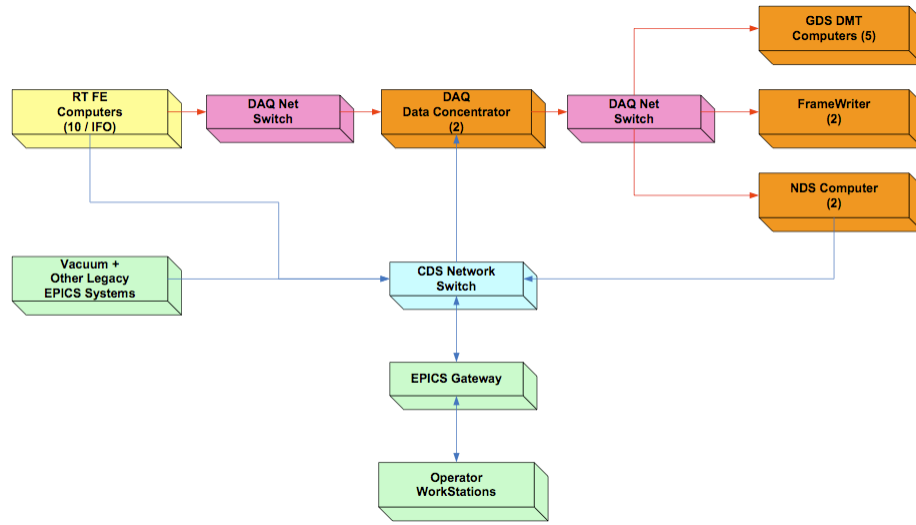 GDS DMT
Computers (5)
RT FE
Computers
(10 / IFO)
DAQ Net
Switch
DAQ
Data Concentrator
(2)
DAQ Net
Switch
FrameWriter
(2)
NDS Computer
(2)
Vacuum +
Other Legacy
EPICS Systems
CDS Network
Switch
EPICS Gateway
Operator
WorkStations